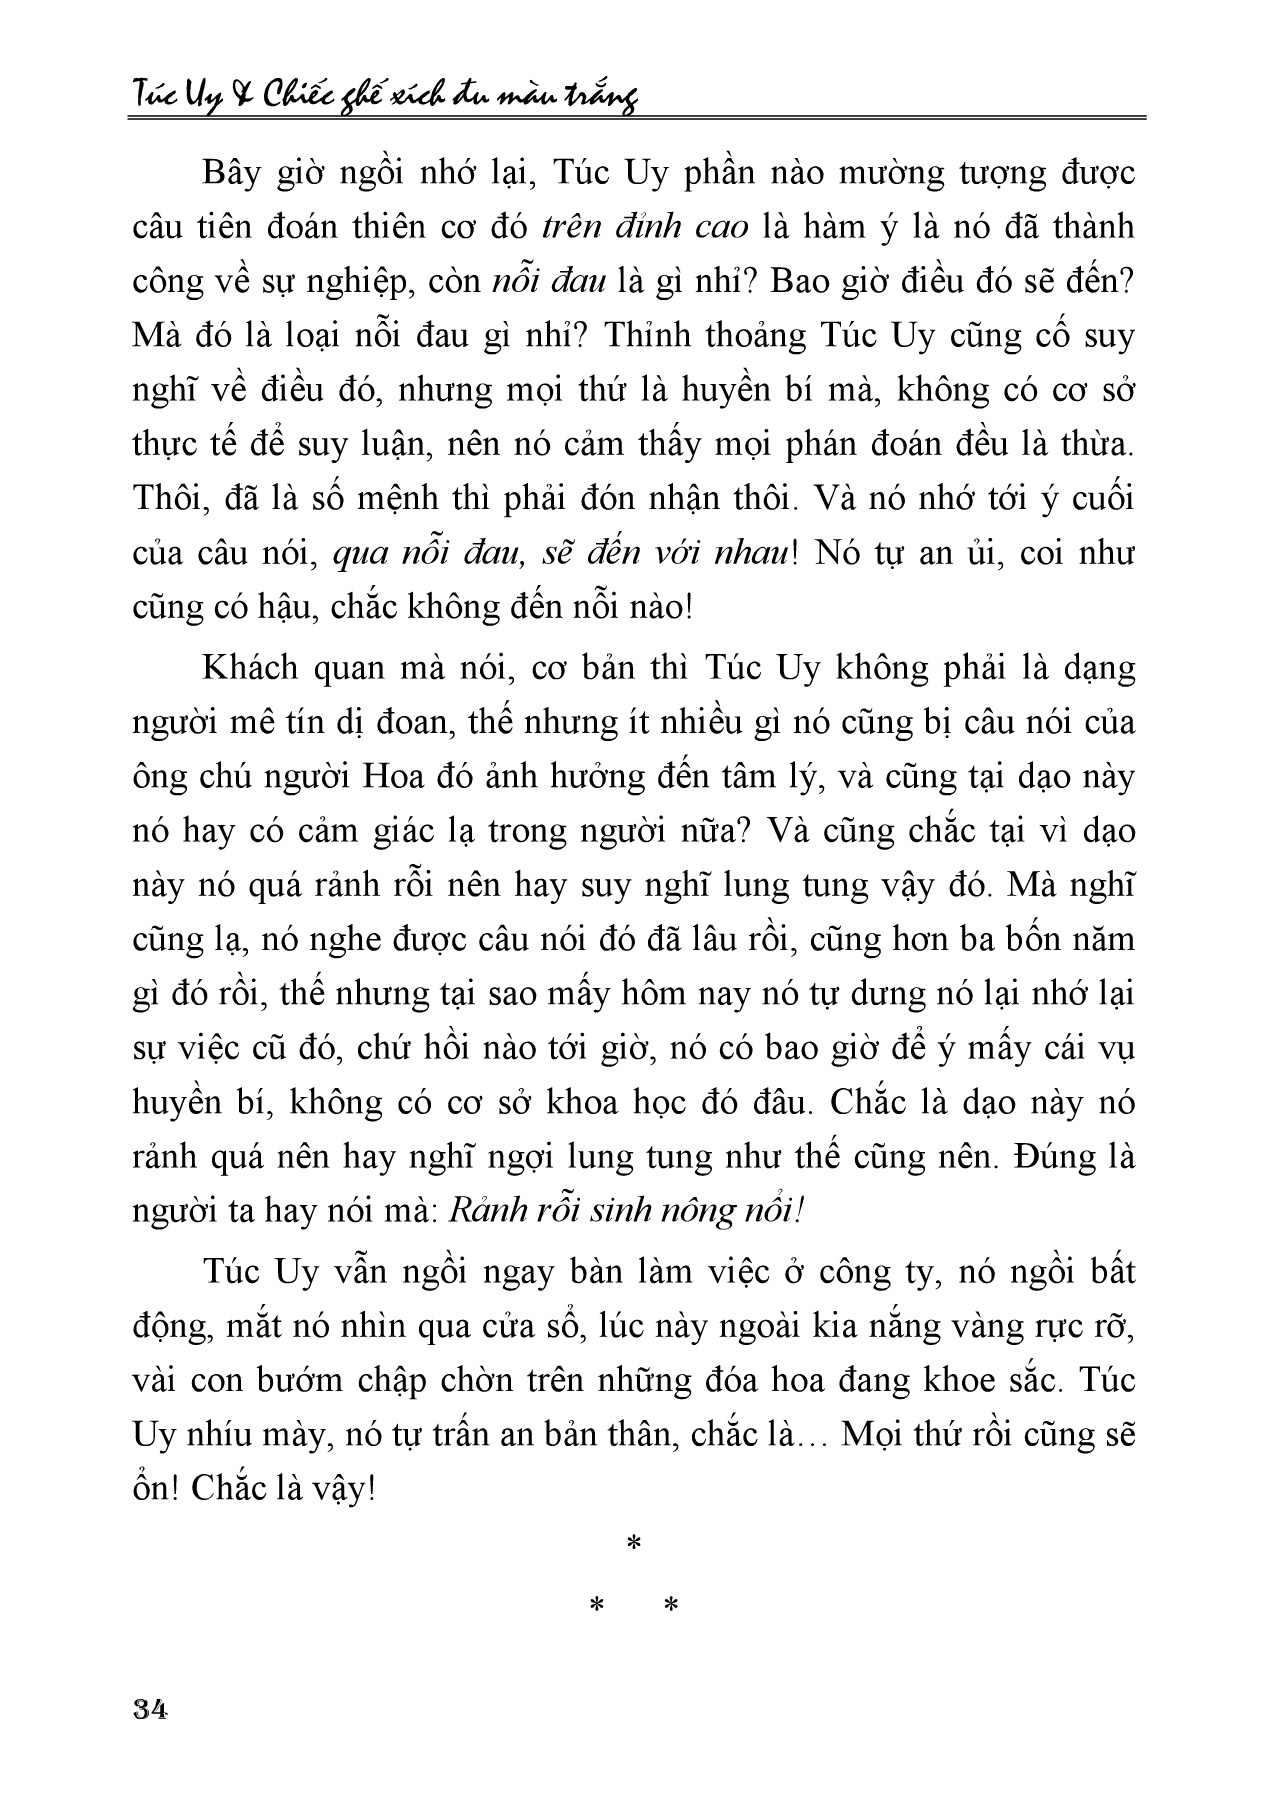 Túc Uy & Chiếc ghế xích đu màu trắng
Bây giờ ngồi nhớ lại, Túc Uy phần nào mường tượng được
câu tiên đoán thiên cơ đó trên đỉnh cao là hàm ý là nó đã thành
công về sự nghiệp, còn nỗi đau là gì nhỉ? Bao giờ điều đó sẽ đến?
Mà đó là loại nỗi đau gì nhỉ? Thỉnh thoảng Túc Uy cũng cố suy
nghĩ về điều đó, nhưng mọi thứ là huyền bí mà, không có cơ sở
thực tế để suy luận, nên nó cảm thấy mọi phán đoán đều là thừa.
Thôi, đã là số mệnh thì phải đón nhận thôi. Và nó nhớ tới ý cuối
của câu nói, qua nỗi đau, sẽ đến với nhau! Nó tự an ủi, coi như
cũng có hậu, chắc không đến nỗi nào!
Khách quan mà nói, cơ bản thì Túc Uy không phải là dạng
người mê tín dị đoan, thế nhưng ít nhiều gì nó cũng bị câu nói của
ông chú người Hoa đó ảnh hưởng đến tâm lý, và cũng tại dạo này
nó hay có cảm giác lạ trong người nữa? Và cũng chắc tại vì dạo
này nó quá rảnh rỗi nên hay suy nghĩ lung tung vậy đó. Mà nghĩ
cũng lạ, nó nghe được câu nói đó đã lâu rồi, cũng hơn ba bốn năm
gì đó rồi, thế nhưng tại sao mấy hôm nay nó tự dưng nó lại nhớ lại
sự việc cũ đó, chứ hồi nào tới giờ, nó có bao giờ để ý mấy cái vụ
huyền bí, không có cơ sở khoa học đó đâu. Chắc là dạo này nó
rảnh quá nên hay nghĩ ngợi lung tung như thế cũng nên. Đúng là
người ta hay nói mà: Rảnh rỗi sinh nông nổi!
Túc Uy vẫn ngồi ngay bàn làm việc ở công ty, nó ngồi bất
động, mắt nó nhìn qua cửa sổ, lúc này ngoài kia nắng vàng rực rỡ,
vài con bướm chập chờn trên những đóa hoa đang khoe sắc. Túc
Uy nhíu mày, nó tự trấn an bản thân, chắc là… Mọi thứ rồi cũng sẽ
ổn! Chắc là vậy!
*
* *
34